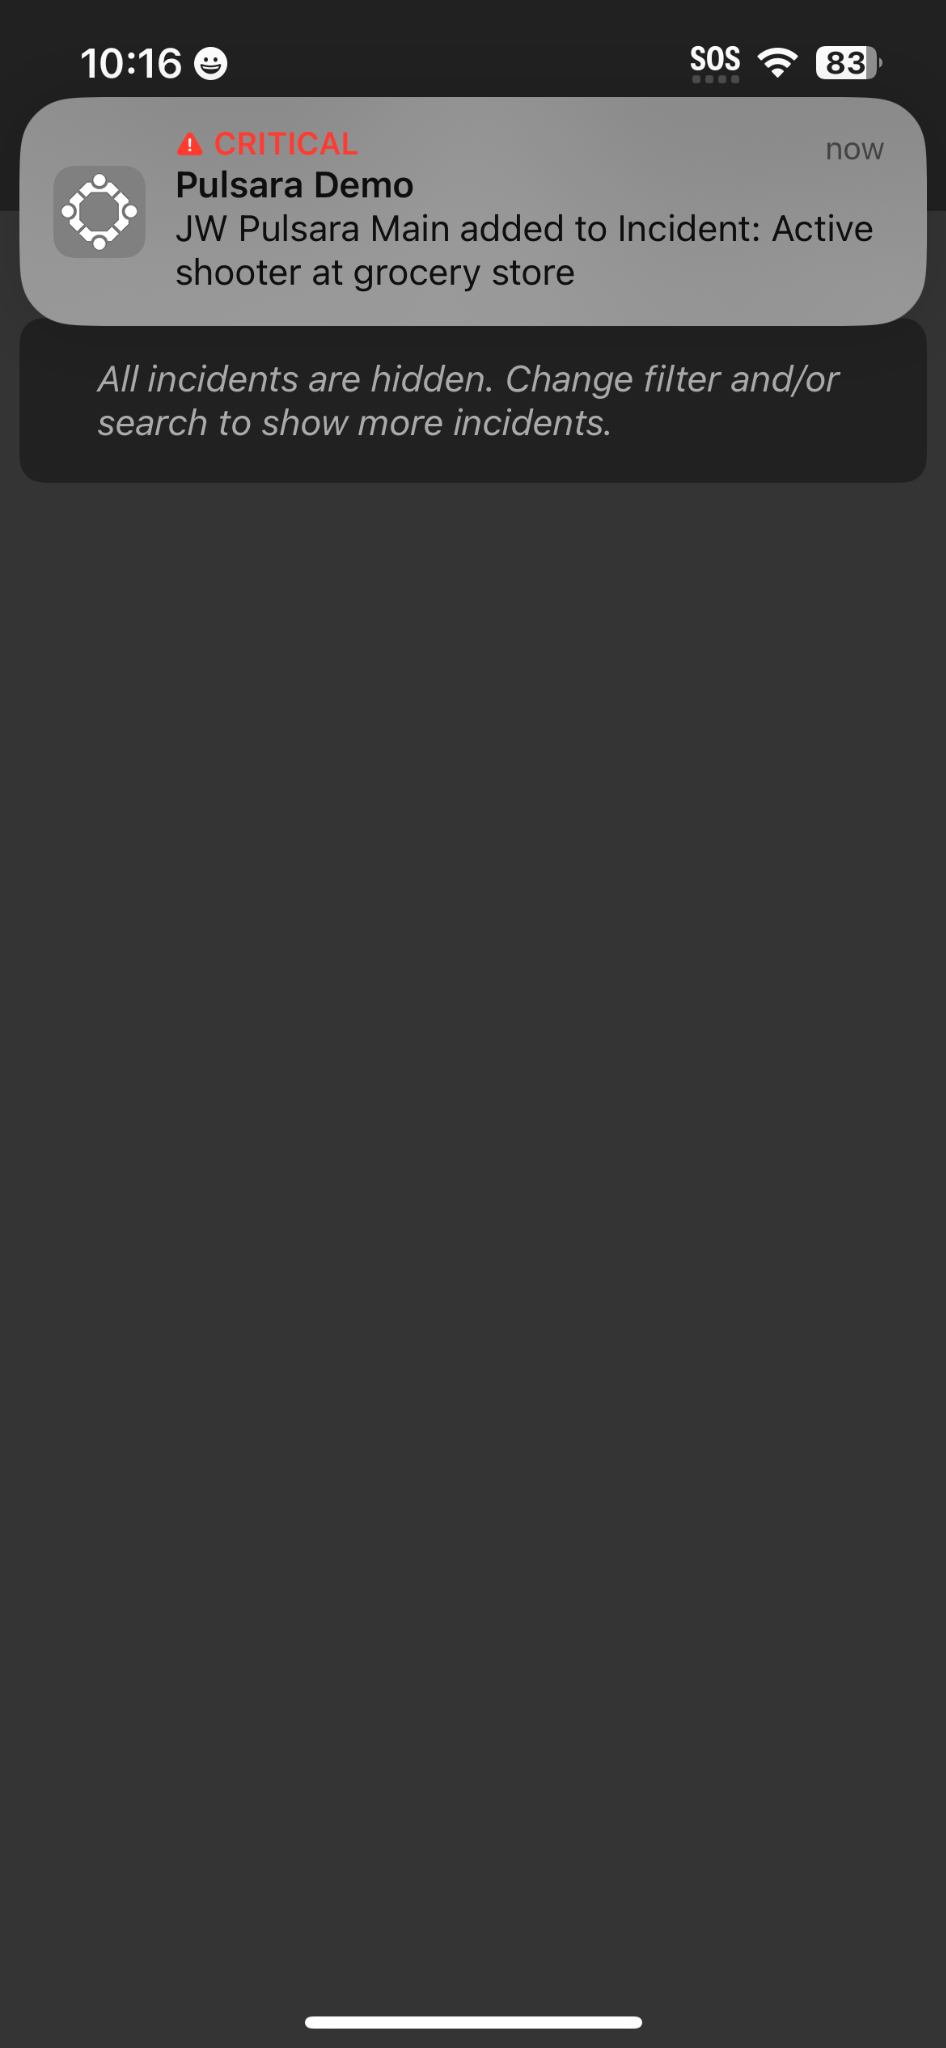 10:16
SOS
83
CRITICAL
now
Pulsara Demo
JW Pulsara Main added to Incident: Active
shooter at grocery store
All incidents are hidden. Change filter and/or
search to show more incidents.